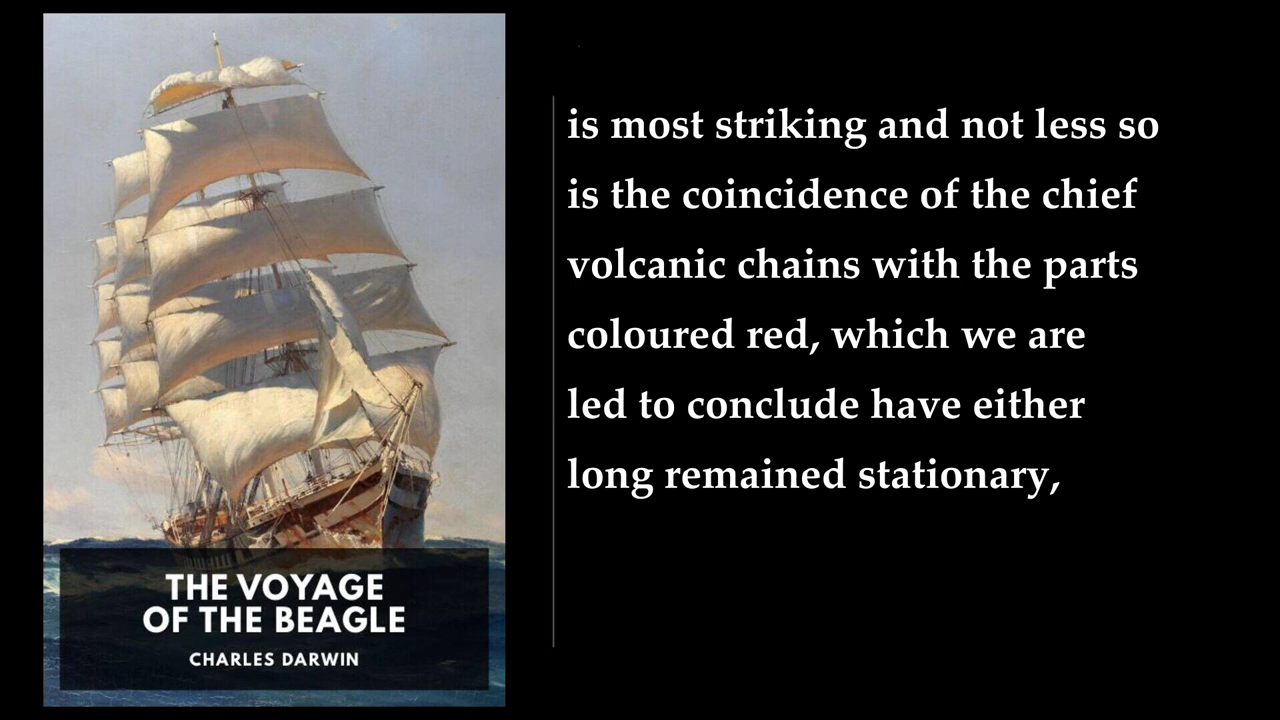 THE VOYAGE
OF THE BEAGLE
CHARLES DARWIN
is most striking and not less so
is the coincidence of the chief
volcanic chains with the parts
coloured red, which we are
led to conclude have either
long remained stationary,